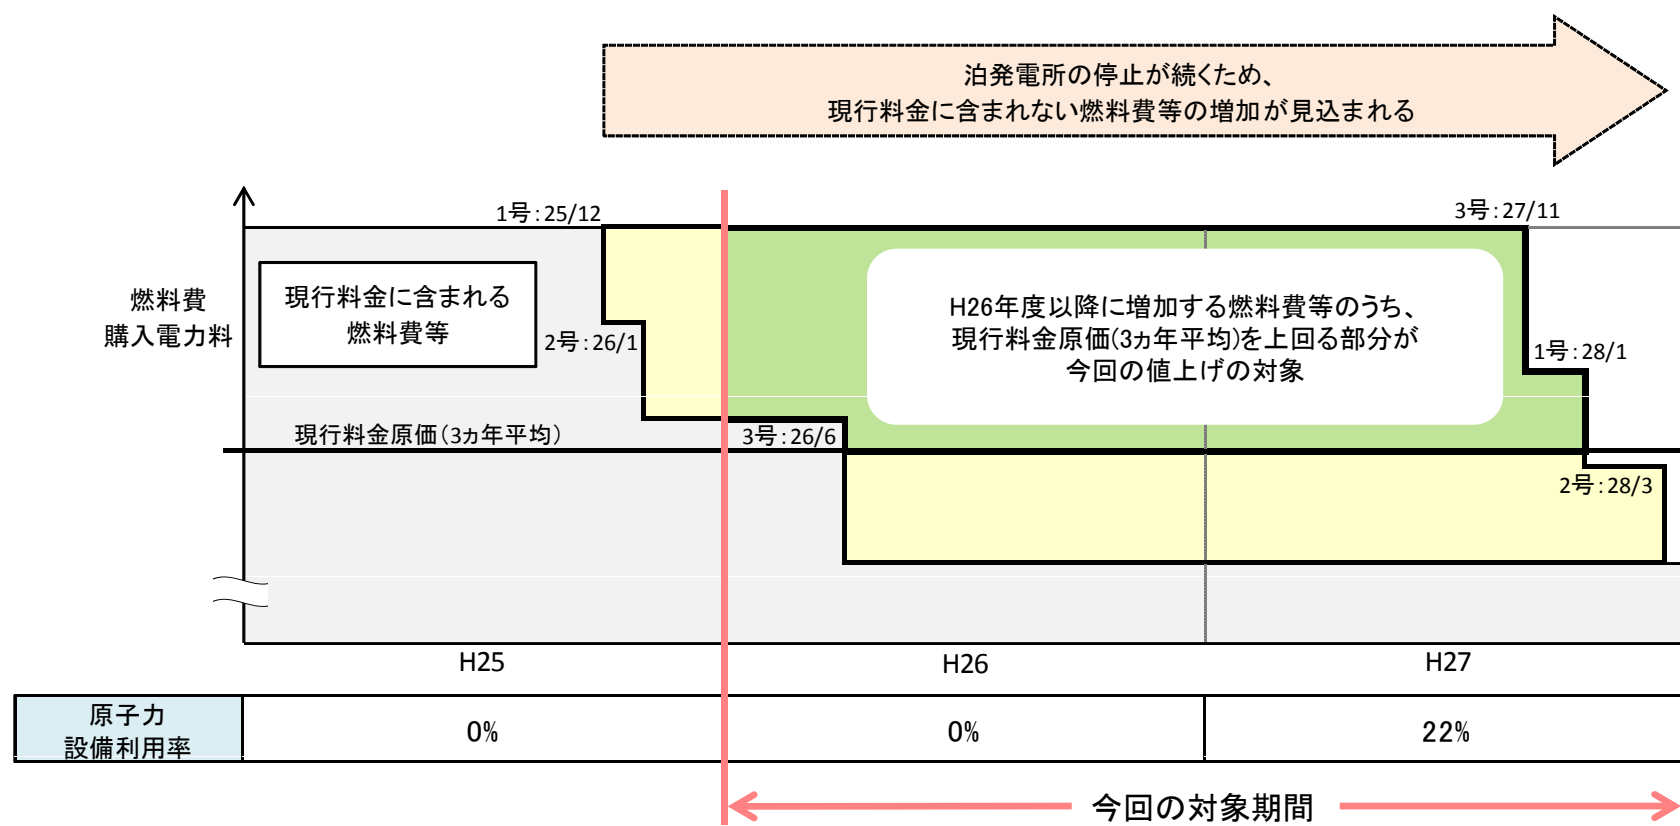 泊発電所の停止が続くため、
現行料金に含まれない燃料費等の増加が見込まれる
1号:25/12
3号:27/11
燃料費
購入電力料
現行料金に含まれる
燃料費等
2号:26/1
H26年度以降に増加する燃料費等のうち、
現行料金原価(3ヵ年平均)を上回る部分が
今回の値上げの対象
1号:28/1
現行料金原価(3ヵ年平均)
3号:26/6
2号:28/3
H25
H26
H27
原子力
設備利用率
0%
0%
22%
今回の対象期間